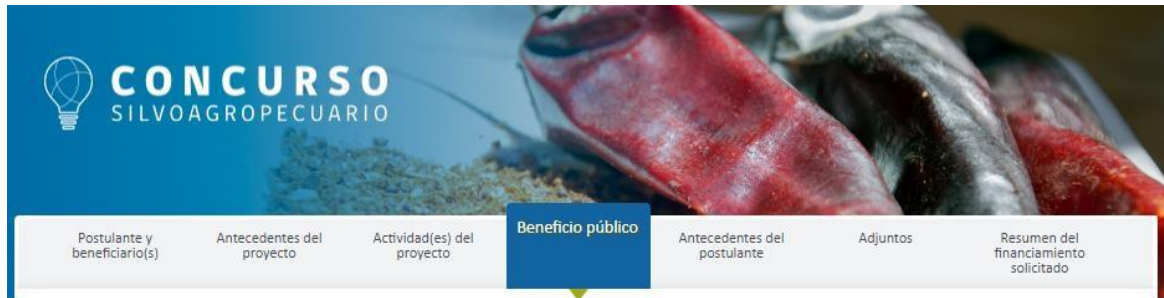 CONCURSO
SILVOAGROPECUARIO
Postulante y
beneficiario(s)
Antecedentes del
proyecto
Actividad(es) del
proyecto
Beneficio público
Antecedentes del
postulante
Adjuntos
Resumen del
financiamiento
solicitado